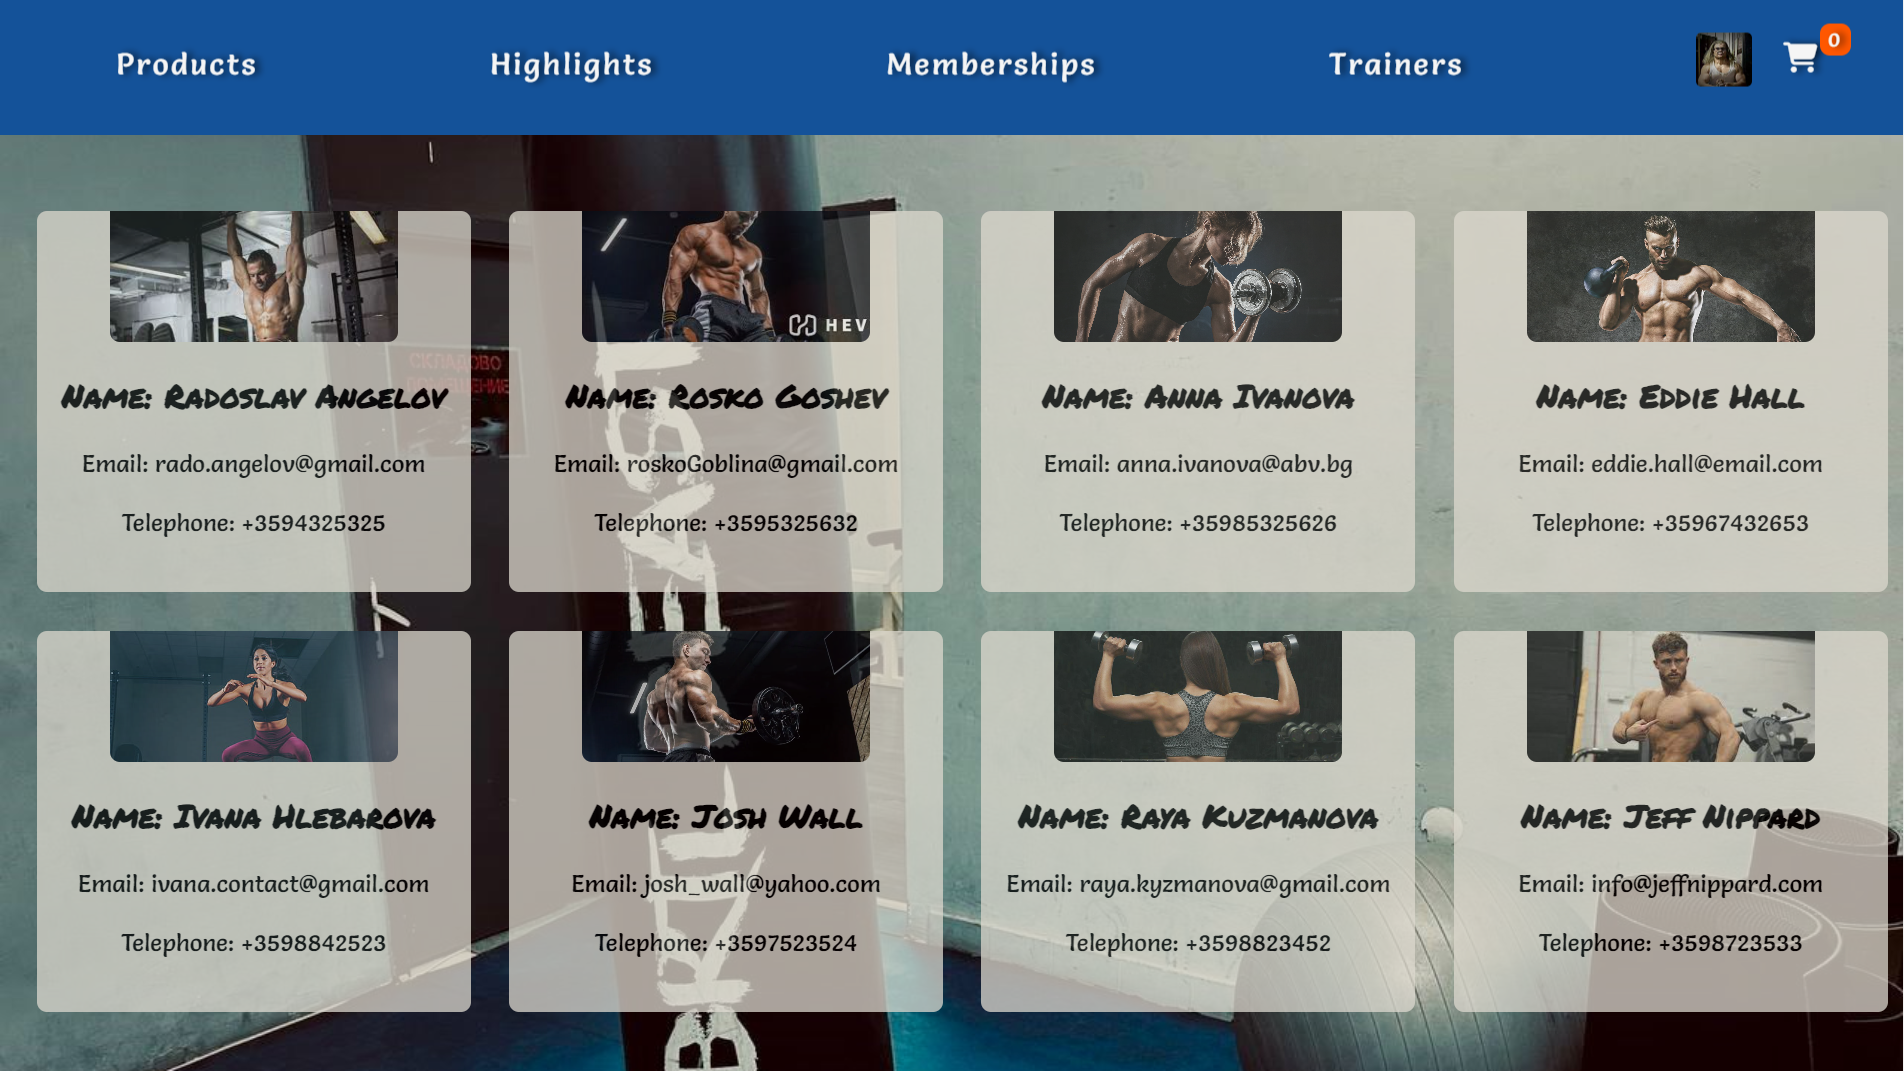 Products Highlights Memberships Trainers 0
HEV
Name: Radoslav Angelov
Email: rado.angelov@gmail.com
Telephone: +3594325325
Name: Rosko Goshev
Email: roskoGoblina@gmail.com
Telephone: +3595325632
Name: Anna Ivanova
Email: anna.ivanova@abv.bg
Telephone: +35985325626
Name: Eddie Hall
Email: eddie.hall@email.com
Telephone: +35967432653
СКЛАДОВО
ПОМЕЩЕНИЕ
Name: Ivana Hlebarova
Email: ivana.contact@gmail.com
Telephone: +3598842523
Name: Josh Wall
Email: josh_wall@yahoo.com
Telephone: +3597523524
Name: Raya Kuzmanova
Email: raya.kyzmanova@gmail.com
Telephone: +3598823452
Name: Jeff Nippard
Email: info@jeffnippard.com
Telephone: +3598723533